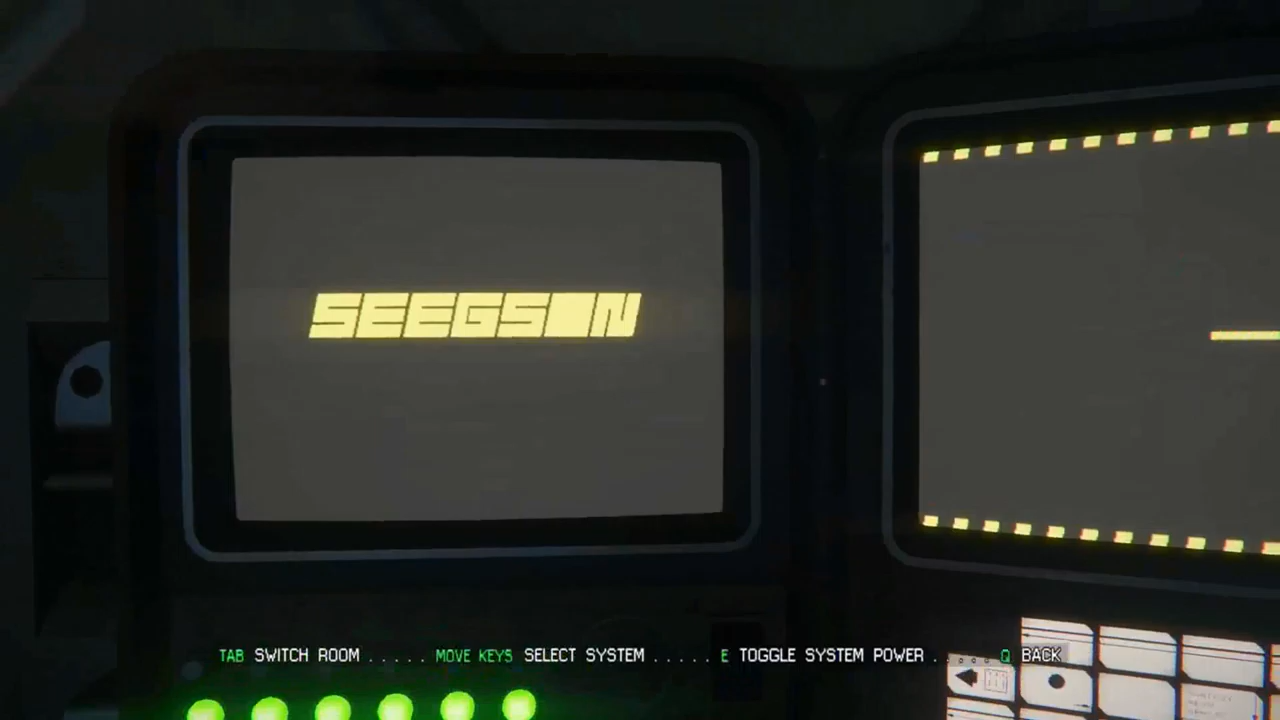 SEEGSON
TAB SWITCH ROOM ..... MOVE KEYS SELECT SYSTEM ..... E TOGGLE SYSTEM POWER ..... Q BACK